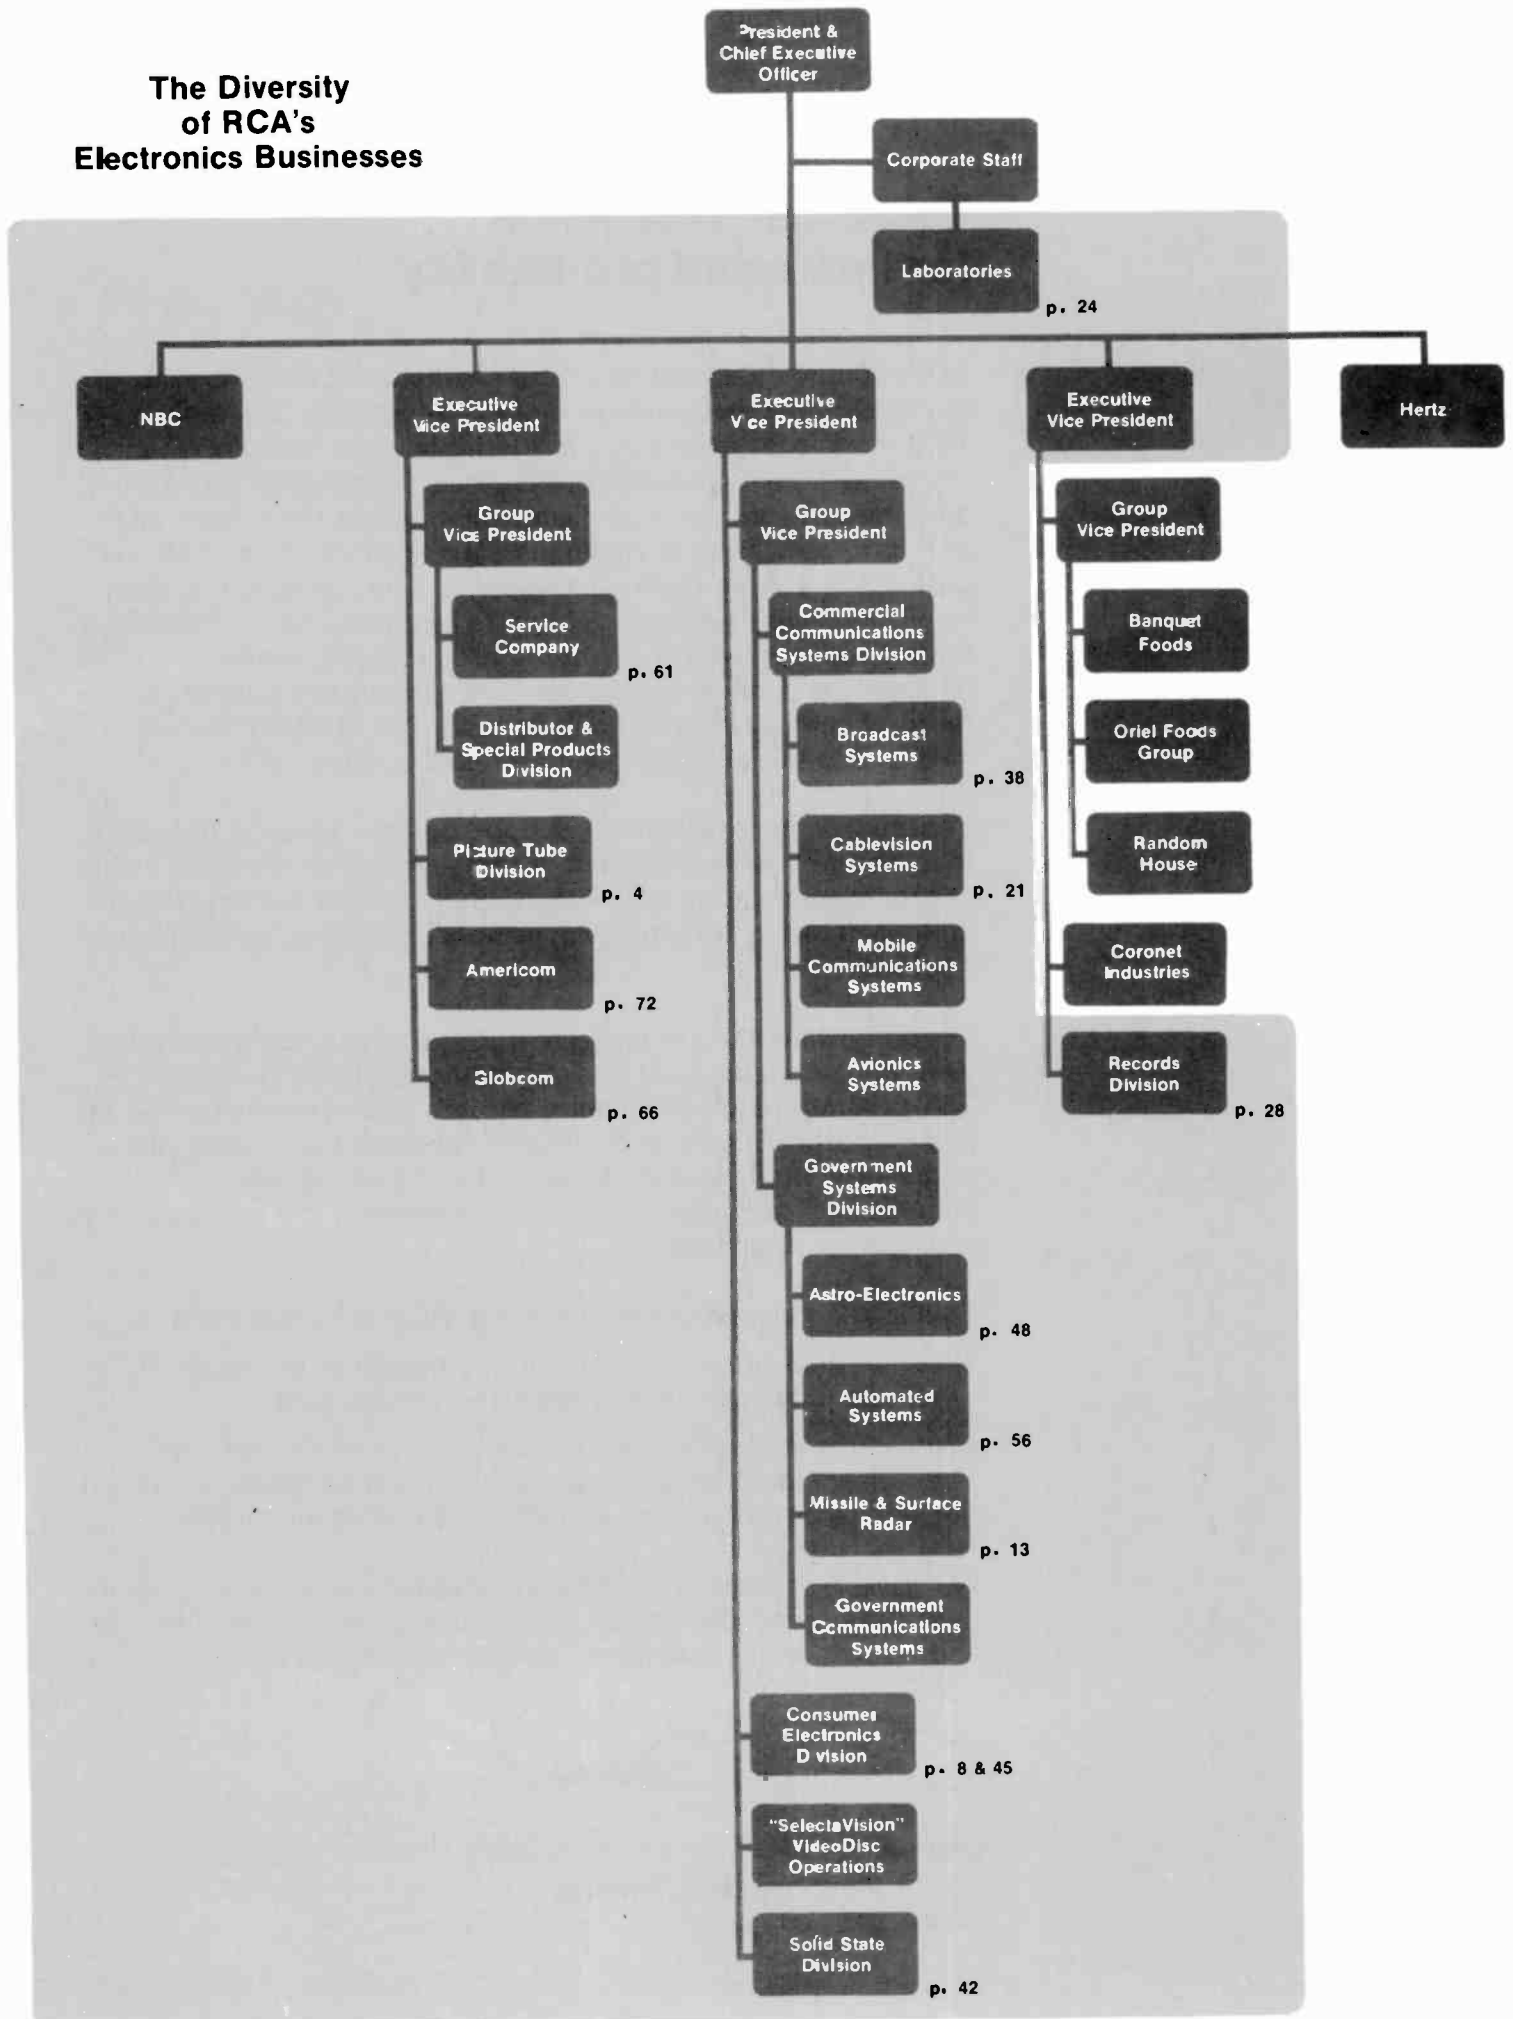 The Diversity
of RCA's
Electronics Businesses
President &
Chief Executive
Officer
Corporate Staff
Laboratories
p. 24
NBC
Executive
Vice President
Executive
Vice President
Executive
Vice President
Hertz
Group
Vice President
Service
Company
p. 61
Distributor &
Special Products
Division
Picture Tube
Division
p. 4
Americom
p. 72
Globcom
p. 66
Group
Vice President
Commercial
Communications
Systems Division
Broadcast
Systems
p. 38
Cablevision
Systems
p. 21
Mobile
Communications
Systems
Avionics
Systems
Government
Systems
Division
Astro-Electronics
p. 48
Automated
Systems
p. 56
Missile & Surface
Radar
p. 13
Government
Communications
Systems
Consumer
Electronics
Division
p. 8 & 45
"SelectaVision"
VideoDisc
Operations
Solid State
Division
p. 42
Group
Vice President
Banquet
Foods
Oriel Foods
Group
Random
House
Coronet
Industries
Records
Division
p. 28